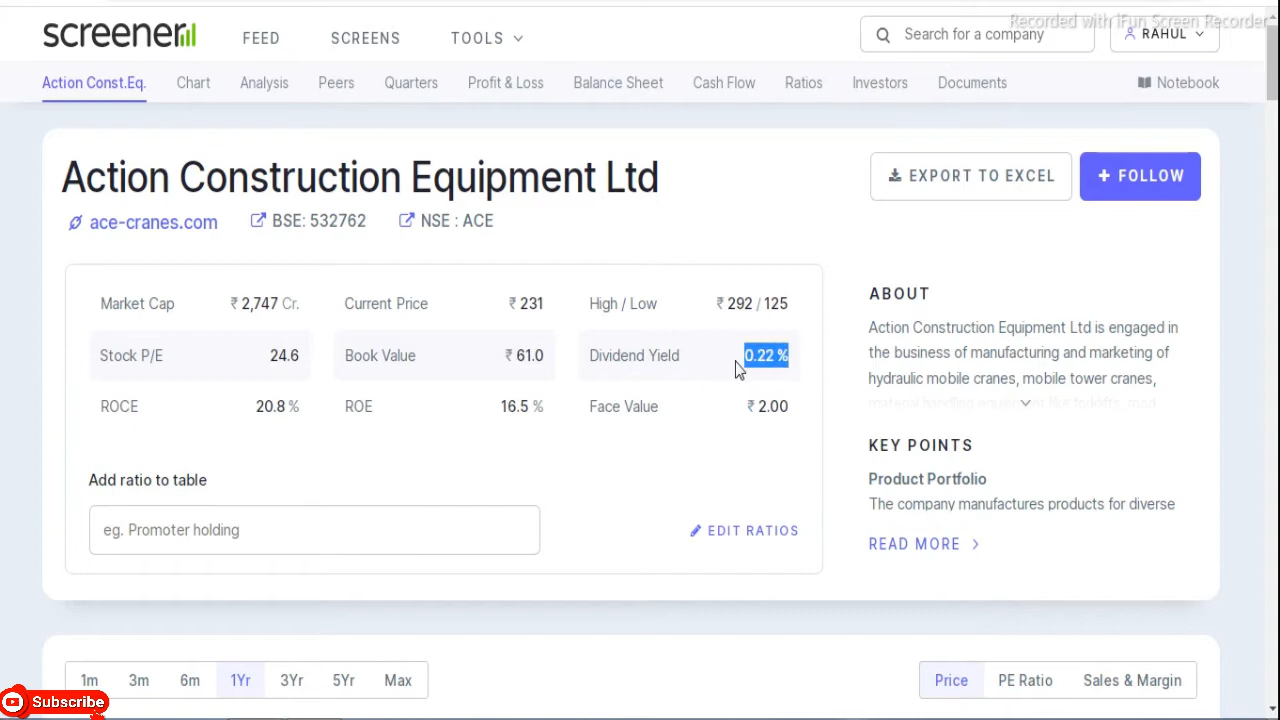 Recorded with iFun Screen Recorder
screener
FEED
SCREENS
TOOLS
Search for a company
RAHUL
Action Const.Eq.
Chart
Analysis
Peers
Quarters
Profit & Loss
Balance Sheet
Cash Flow
Ratios
Investors
Documents
Notebook
Action Construction Equipment Ltd
EXPORT TO EXCEL
+ FOLLOW
ace-cranes.com
BSE: 532762
NSE : ACE
Market Cap ₹ 2,747 Cr.
Current Price ₹ 231
High / Low ₹ 292 / 125
Stock P/E 24.6
Book Value ₹ 61.0
Dividend Yield 0.22 %
ROCE 20.8 %
ROE 16.5 %
Face Value ₹ 2.00
Add ratio to table
eg. Promoter holding
EDIT RATIOS
ABOUT
Action Construction Equipment Ltd is engaged in
the business of manufacturing and marketing of
hydraulic mobile cranes, mobile tower cranes,
material handling equipment like forklifts, road
KEY POINTS
Product Portfolio
The company manufactures products for diverse
READ MORE
1m
3m
6m
1Yr
3Yr
5Yr
Max
Price
PE Ratio
Sales & Margin
Subscribe